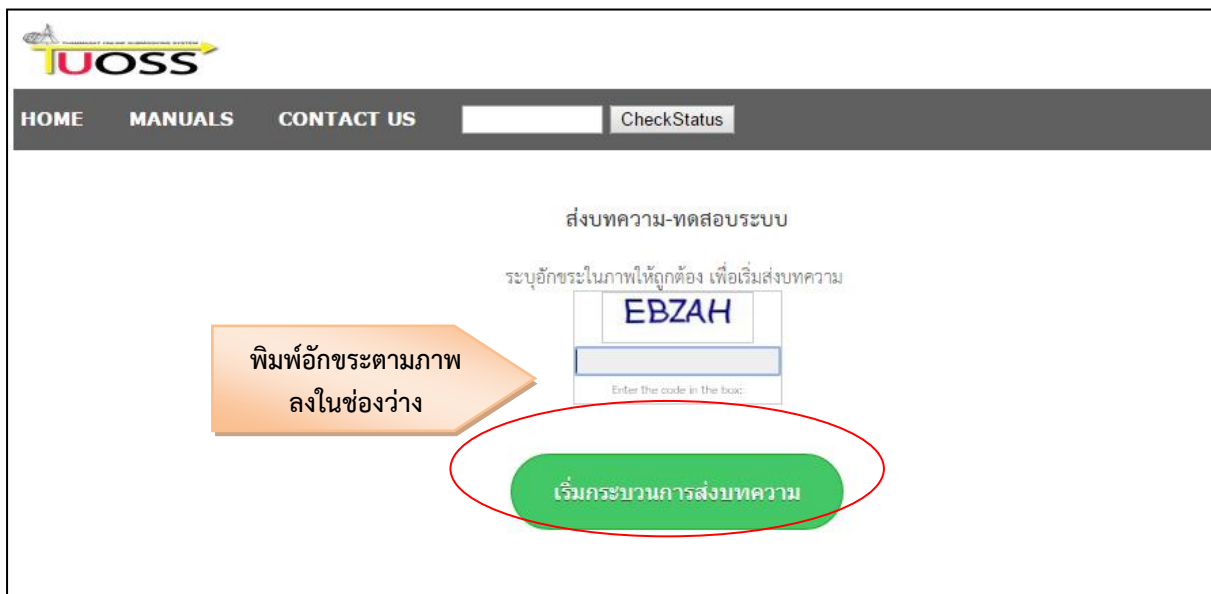 THAMMASAT ONLINE SUBMISSIONS SYSTEM
TUOSS
HOME MANUALS CONTACT US CheckStatus
ส่งบทความ-ทดสอบระบบ
ระบุอักขระในภาพให้ถูกต้อง เพื่อเริ่มส่งบทความ
EBZAH
พิมพ์อักขระตามภาพ
ลงในช่องว่าง
Enter the code in the box:
เริ่มกระบวนการส่งบทความ